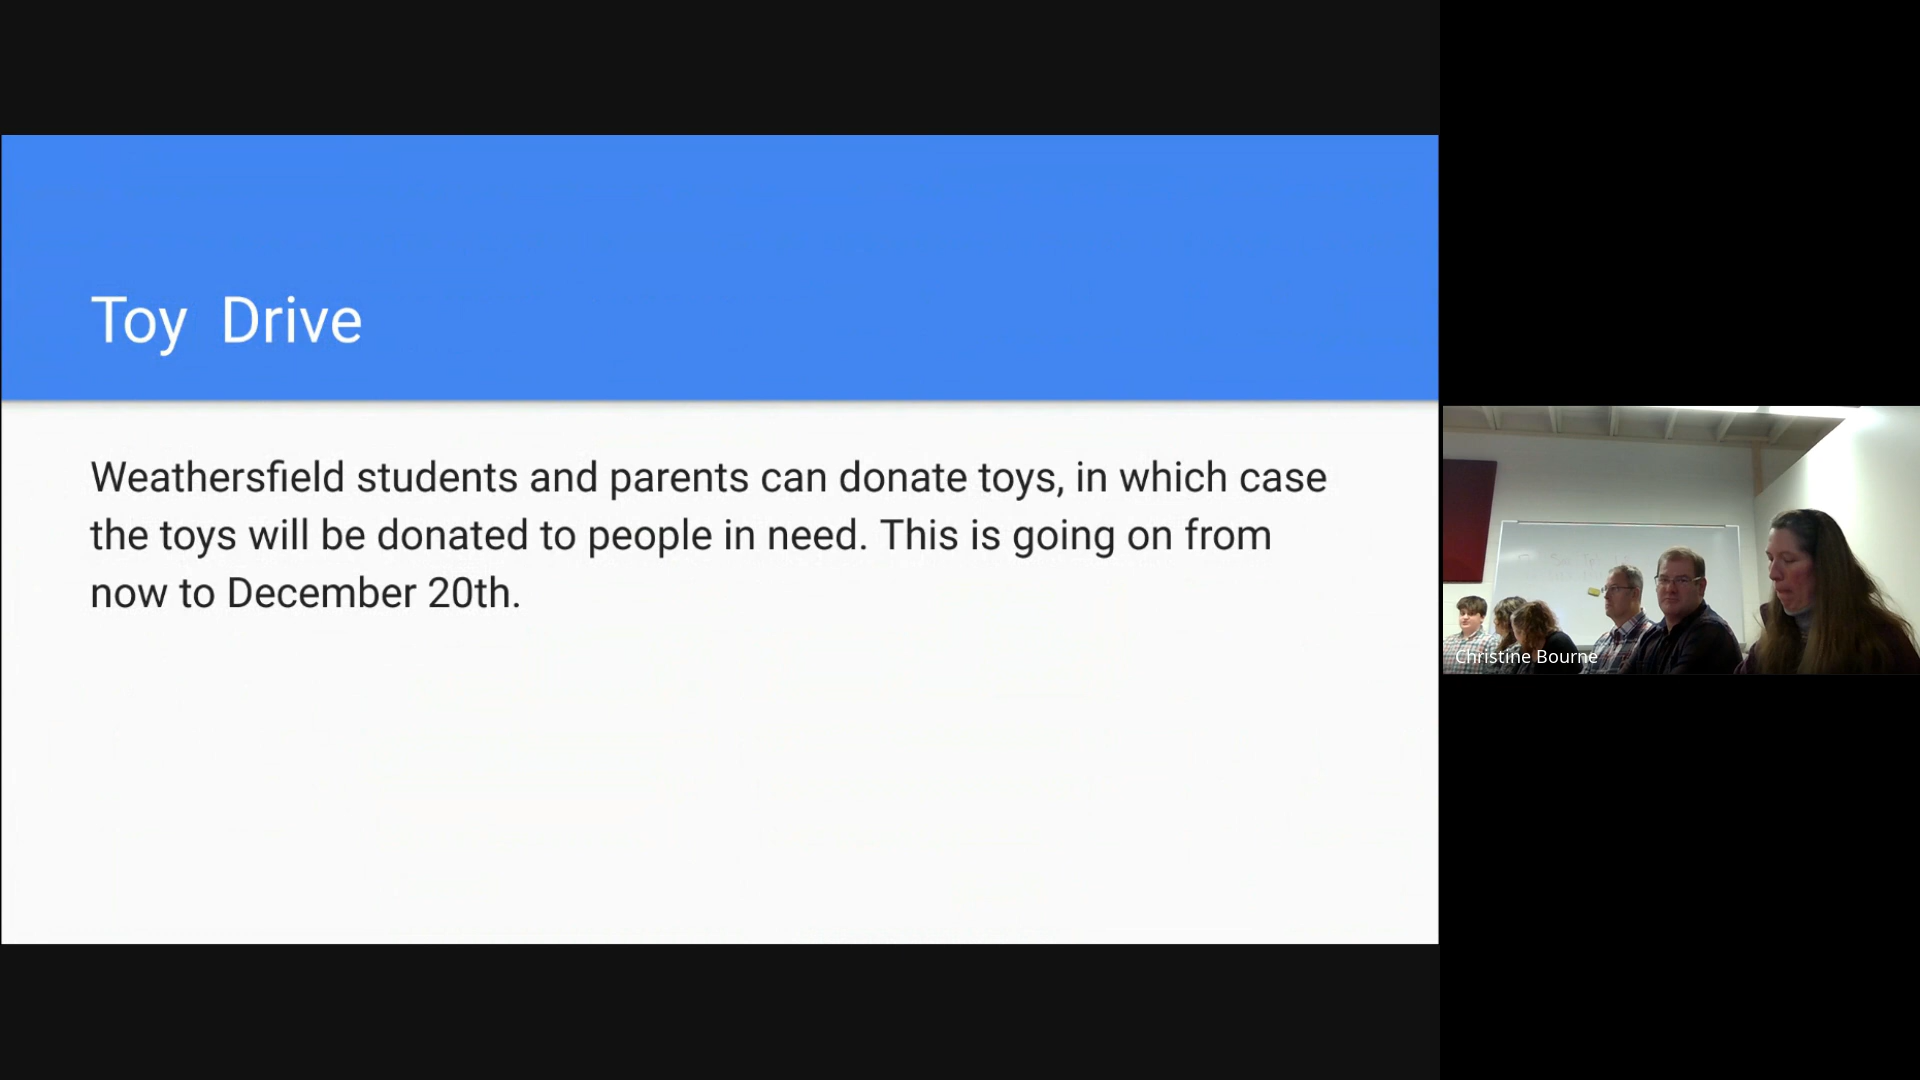 Toy Drive
Weathersfield students and parents can donate toys, in which case
the toys will be donated to people in need. This is going on from
now to December 20th.
Christine Bourne